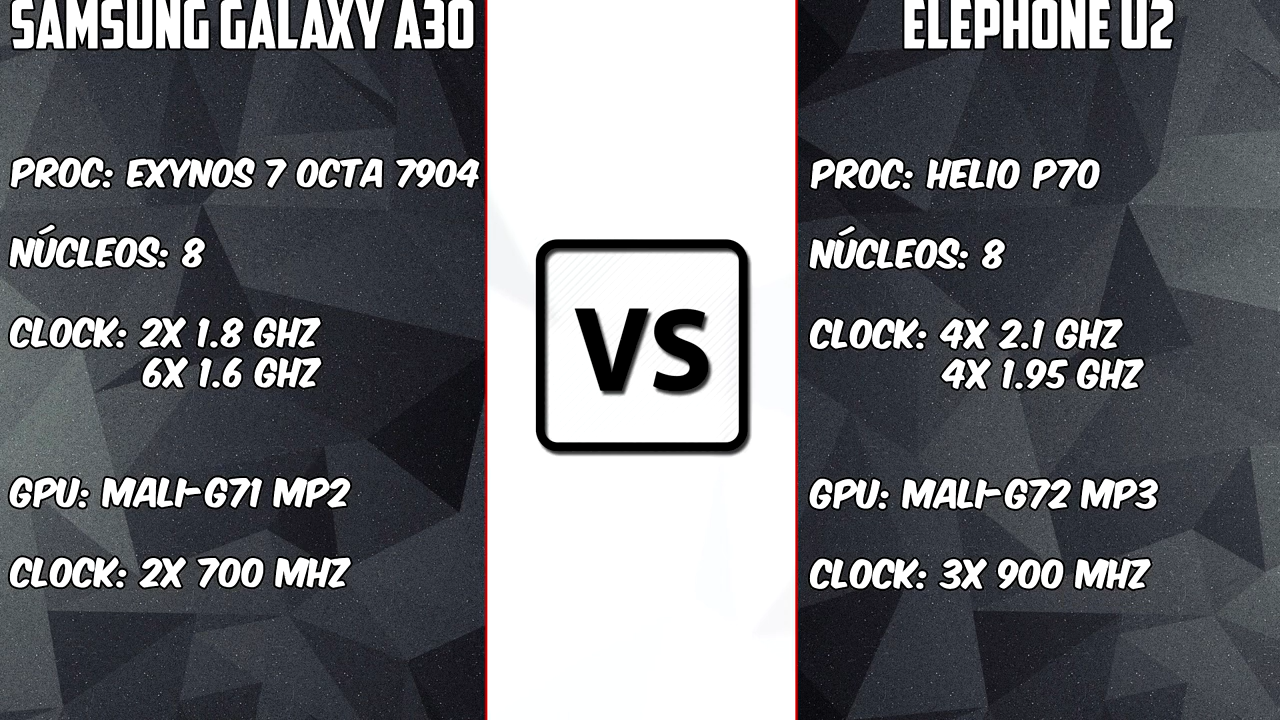 SAMSUNG GALAXY A30
PROC: EXYNOS 7 OCTA 7904
NÚCLEOS: 8
CLOCK: 2X 1.8 GHZ
6X 1.6 GHZ
GPU: MALI-G71 MP2
CLOCK: 2X 700 MHZ
VS
ELEPHONE U2
PROC: HELIO P70
NÚCLEOS: 8
CLOCK: 4X 2.1 GHZ
4X 1.95 GHZ
GPU: MALI-G72 MP3
CLOCK: 3X 900 MHZ